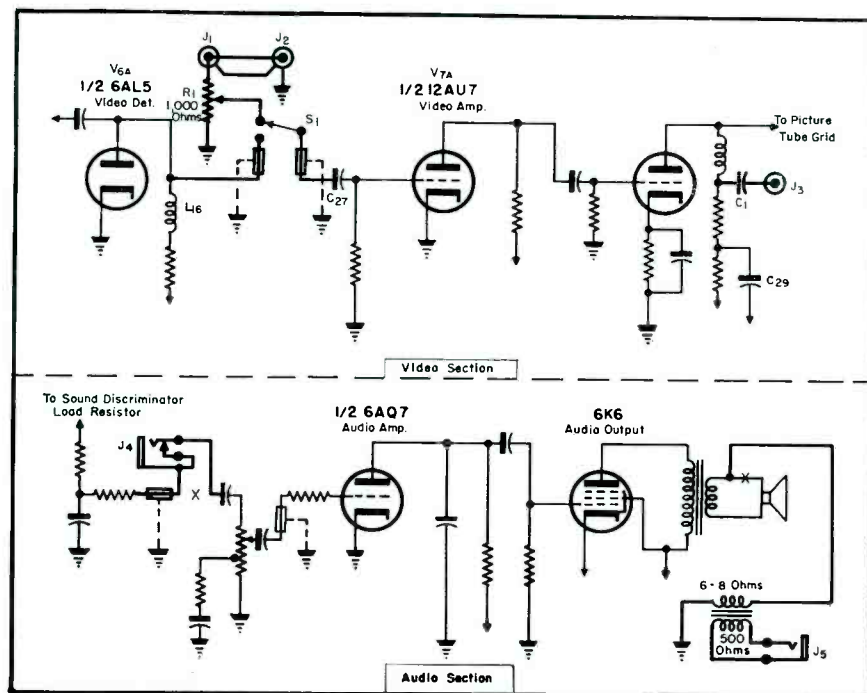 J1
J2
V6A
1/2 6AL5
Video Det.
R1
1,000
Ohms
S1
V7A
1/2 12AU7
Video Amp.
To Picture
Tube Grid
L16
C27
C1
J3
C29
Video Section
To Sound Discriminator
Load Resistor
J4
X
1/2 6AQ7
Audio Amp.
6K6
Audio Output
X
6-8 Ohms
500
Ohms
J5
Audio Section